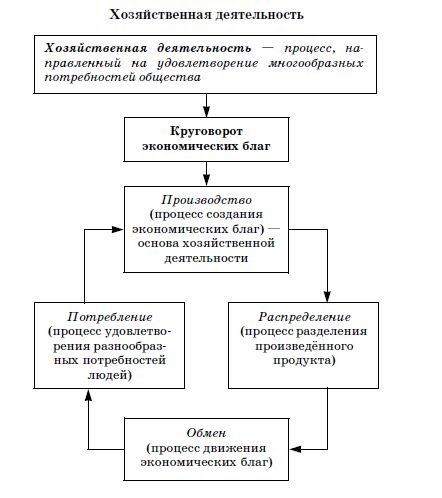 Хозяйственная деятельность
Хозяйственная деятельность — процесс, на-
правленный на удовлетворение многообразных
потребностей общества
Круговорот
экономических благ
Производство
(процесс создания
экономических благ) —
основа хозяйственной
деятельности
Потребление
(процесс удовлетво-
рения разнообраз-
ных потребностей
людей)
Распределение
(процесс разделения
произведённого
продукта)
Обмен
(процесс движения
экономических благ)